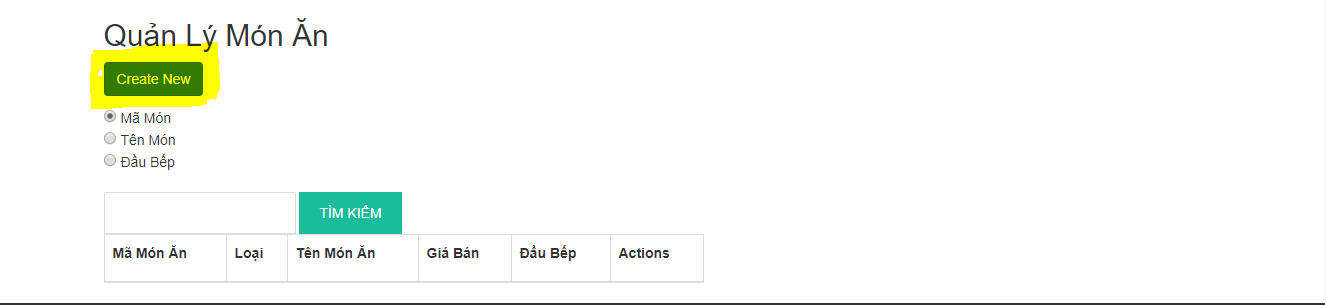 Quản Lý Món Ăn
Create New
Mã Món
Tên Món
Đầu Bếp
TÌM KIẾM
Mã Món Ăn Loại Tên Món Ăn Giá Bán Đầu Bếp Actions